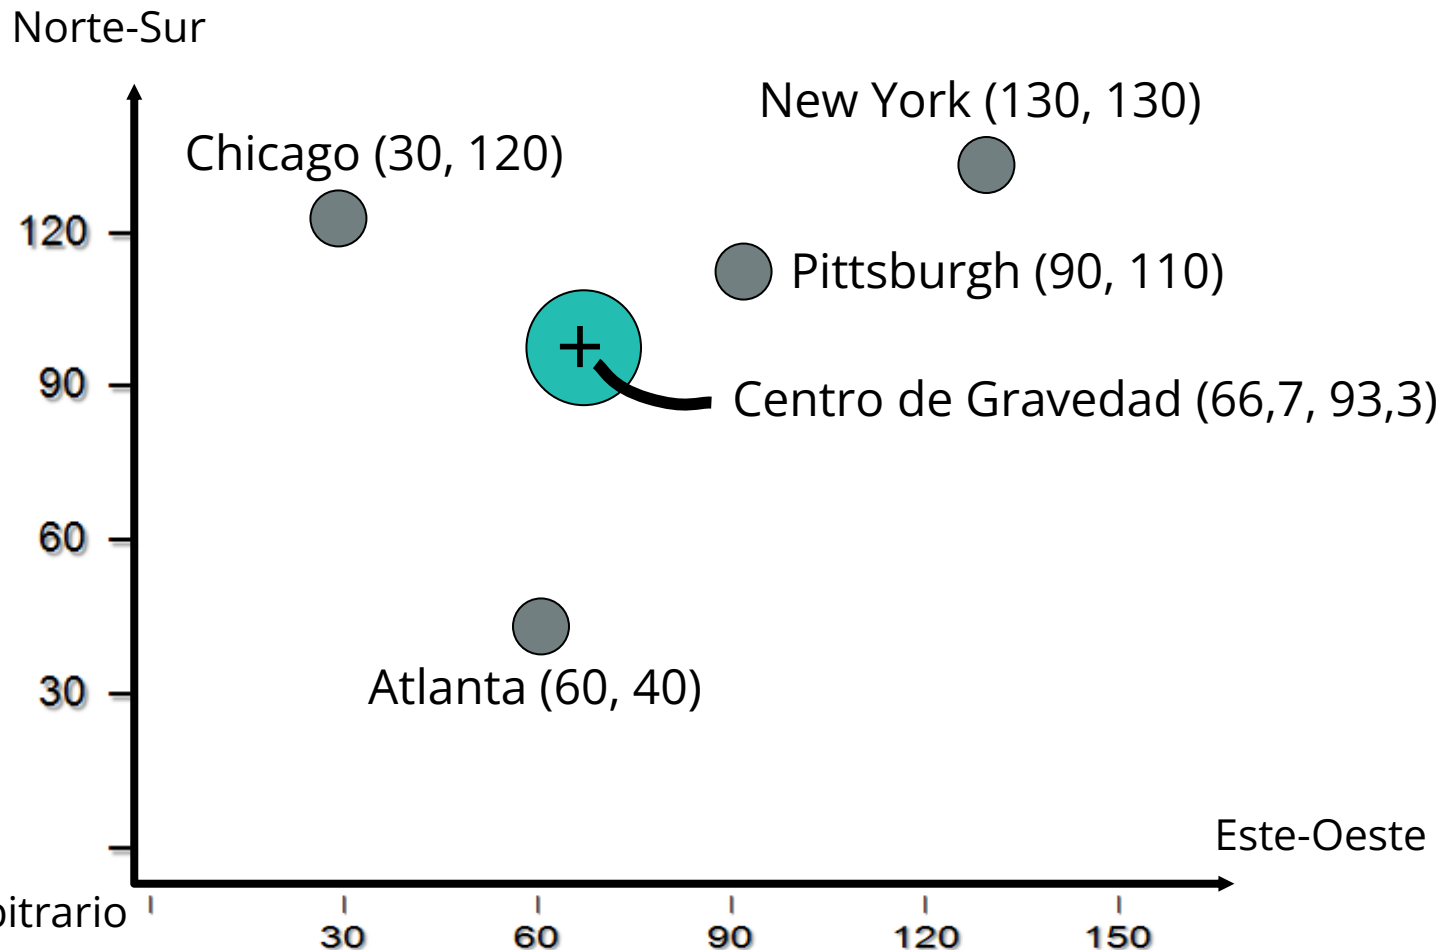 Norte-Sur
New York (130, 130)
Chicago (30, 120)
120
Pittsburgh (90, 110)
90
Centro de Gravedad (66,7, 93,3)
60
Atlanta (60, 40)
30
Este-Oeste
30 60 90 120 150